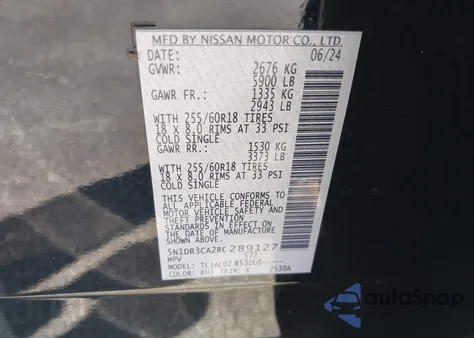 MFD BY NISSAN MOTOR CO., LTD.
DATE: 06/24
GVWR: 2676 KG
5900 LB
GAWR FR.: 1335 KG
2943 LB
WITH 255/60R18 TIRES
18 X 8.0 RIMS AT 33 PSI
COLD SINGLE
GAWR RR.: 1530 KG
3373 LB
WITH 255/60R18 TIRES
18 X 8.0 RIMS AT 33 PSI
COLD SINGLE
THIS VEHICLE CONFORMS TO
ALL APPLICABLE FEDERAL
MOTOR VEHICLE SAFETY AND
THEFT PREVENTION
STANDARDS IN EFFECT ON
THE DATE OF MANUFACTURE
SHOWN ABOVE.
5N1DR3CA2RC289127
MPV
MODEL:
COLOR: KH3 TRIM: K
AutoSnap